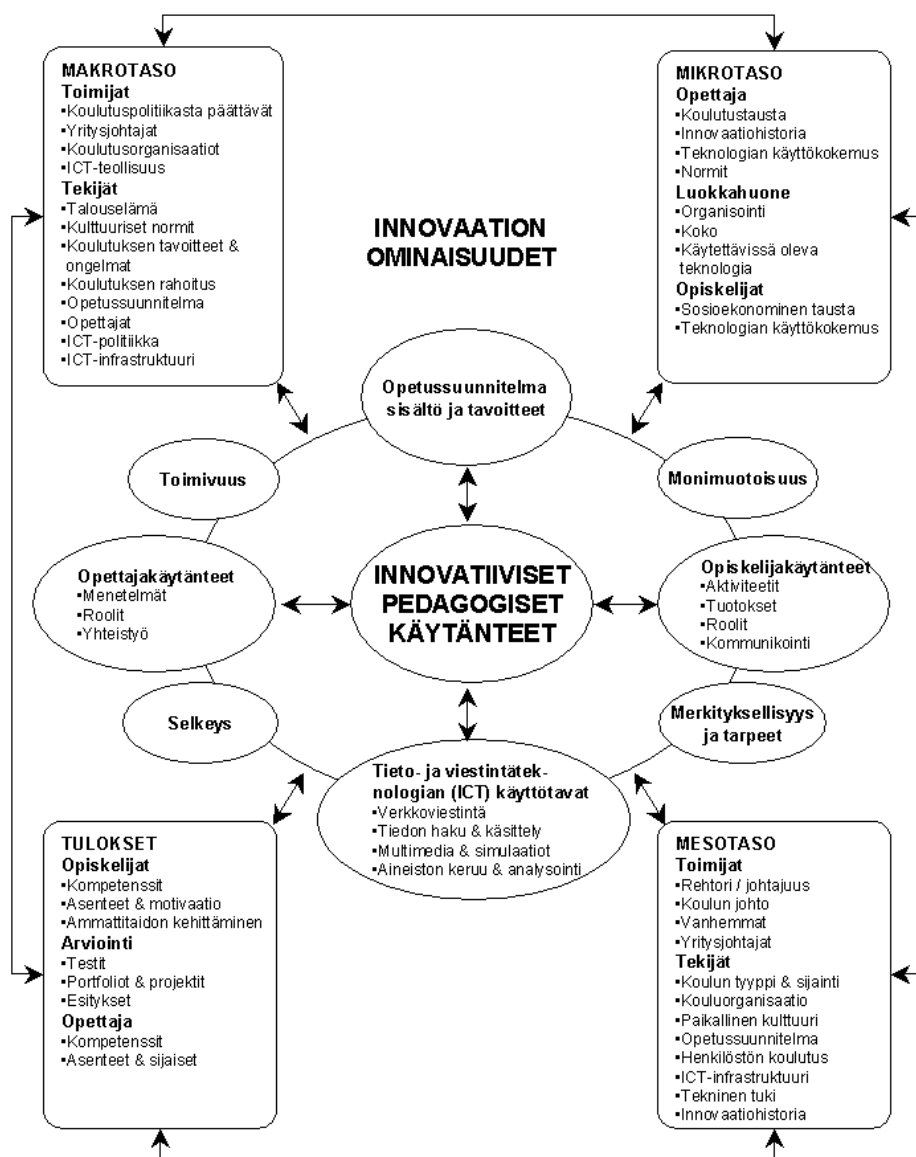 MAKROTASO
Toimijat
▪Koulutuspolitiikasta päättävät
▪Yritysjohtajat
▪Koulutusorganisaatiot
▪ICT-teollisuus
Tekijät
▪Talouselämä
▪Kulttuuriset normit
▪Koulutuksen tavoitteet &
ongelmat
▪Koulutuksen rahoitus
▪Opetussuunnitelma
▪Opettajat
▪ICT-politiikka
▪ICT-infrastruktuuri
INNOVAATION
OMINAISUUDET
MIKROTASO
Opettaja
▪Koulutustausta
▪Innovaatiohistoria
▪Teknologian käyttökokemus
▪Normit
Luokkahuone
▪Organisointi
▪Koko
▪Käytettävissä oleva
teknologia
Opiskelijat
▪Sosioekonominen tausta
▪Teknologian käyttökokemus
Opetussuunnitelma
sisältö ja tavoitteet
Toimivuus
Monimuotoisuus
Opettajakäytänteet
▪Menetelmät
▪Roolit
▪Yhteistyö
INNOVATIIVISET
PEDAGOGISET
KÄYTÄNTEET
Opiskelijakäytänteet
▪Aktiviteetit
▪Tuotokset
▪Roolit
▪Kommunikointi
Selkeys
Merkityksellisyys
ja tarpeet
Tieto- ja viestintätek-
nologian (ICT) käyttötavat
▪Verkkoviestintä
▪Tiedon haku & käsittely
▪Multimedia & simulaatiot
▪Aineiston keruu & analysointi
TULOKSET
Opiskelijat
▪Kompetenssit
▪Asenteet & motivaatio
▪Ammattitaidon kehittäminen
Arviointi
▪Testit
▪Portfoliot & projektit
▪Esitykset
Opettaja
▪Kompetenssit
▪Asenteet & sijaiset
MESOTASO
Toimijat
▪Rehtori / johtajuus
▪Koulun johto
▪Vanhemmat
▪Yritysjohtajat
Tekijät
▪Koulun tyyppi & sijainti
▪Kouluorganisaatio
▪Paikallinen kulttuuri
▪Opetussuunnitelma
▪Henkilöstön koulutus
▪ICT-infrastruktuuri
▪Tekninen tuki
▪Innovaatiohistoria